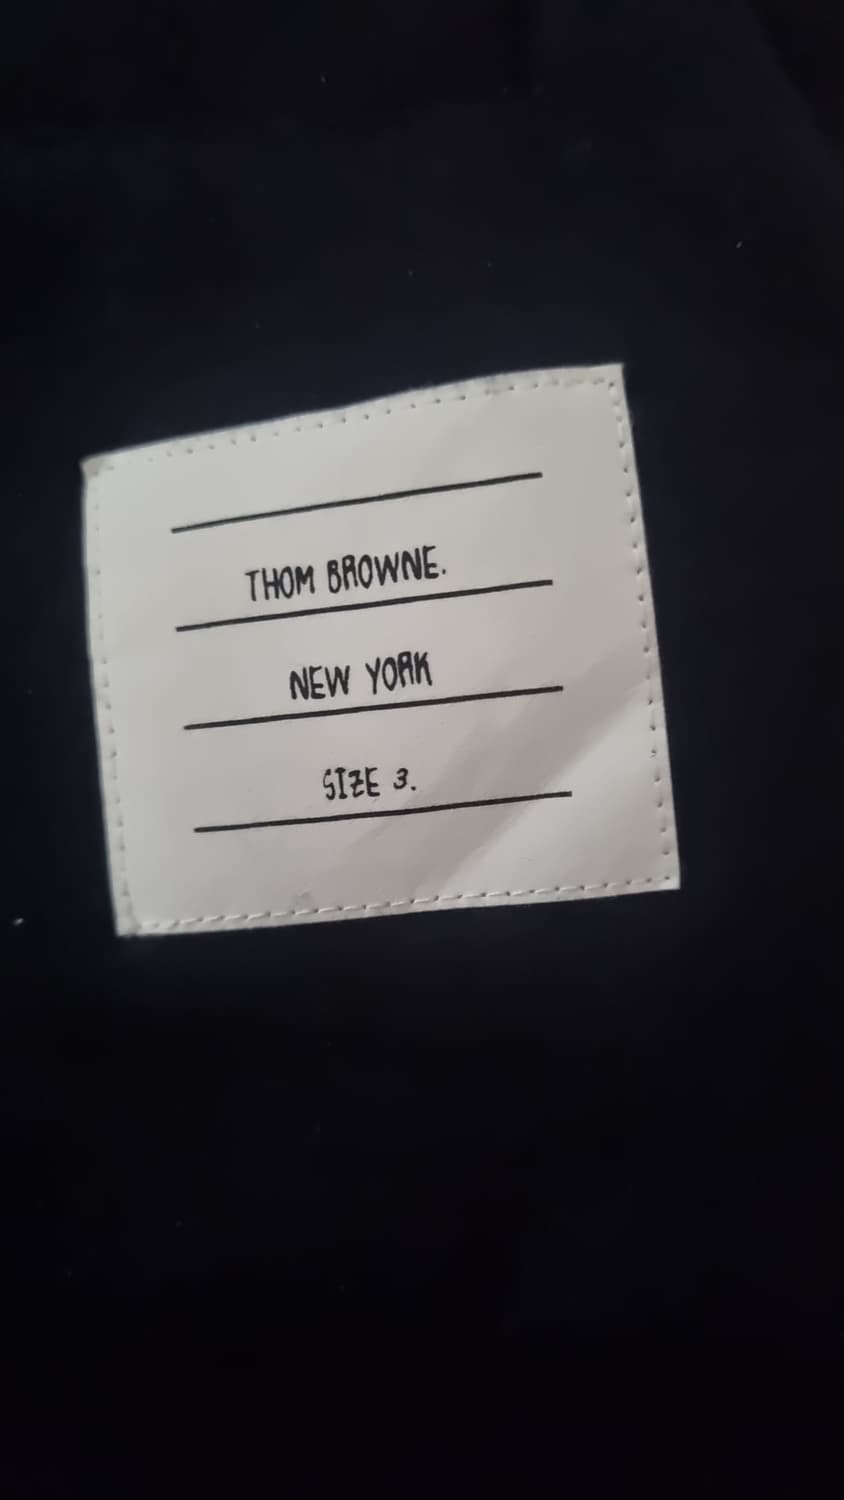 THOM BROWNE.
NEW YORK
SIZE 3.